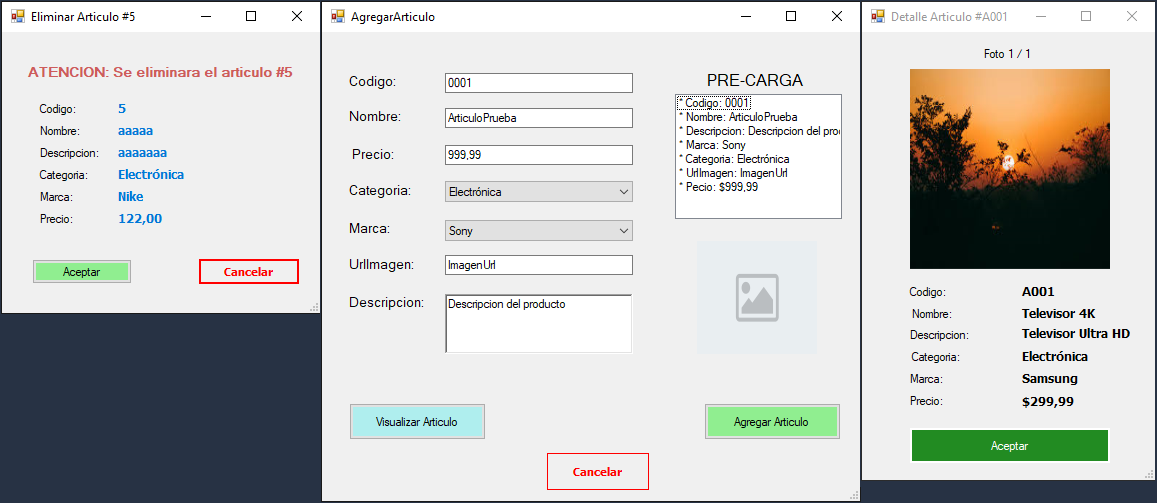 Eliminar Articulo #5
ATENCION: Se eliminara el articulo #5
Codigo: 5
Nombre: aaaaa
Descripcion: aaaaaaa
Categoria: Electrónica
Marca: Nike
Precio: 122,00
Aceptar Cancelar
AgregarArticulo
Codigo: 0001
Nombre: ArticuloPrueba
Precio: 999,99
Categoria: Electrónica
Marca: Sony
UrlImagen: ImagenUrl
Descripcion: Descripcion del producto
PRE-CARGA
* Codigo: 0001
* Nombre: ArticuloPrueba
* Descripcion: Descripcion del proc
* Marca: Sony
* Categoria: Electrónica
* UrlImagen: ImagenUrl
* Pecio: $999,99
Visualizar Articulo Agregar Articulo
Cancelar
Detalle Articulo #A001
Foto 1 / 1
Codigo: A001
Nombre: Televisor 4K
Descripcion: Televisor Ultra HD
Categoria: Electrónica
Marca: Samsung
Precio: $299,99
Aceptar